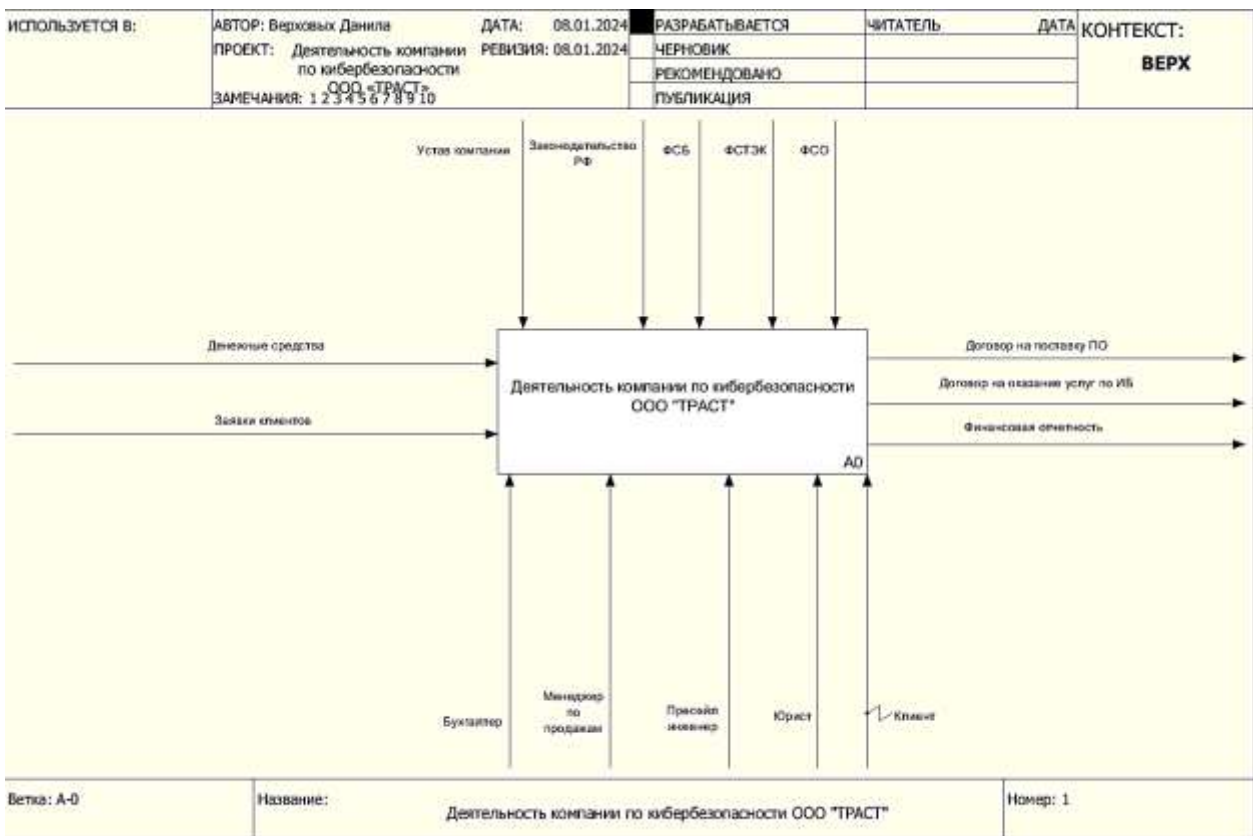 ИСПОЛЬЗУЕТСЯ В:
АВТОР: Верховых Данила
ДАТА: 08.01.2024
ПРОЕКТ: Деятельность компании
по кибербезопасности
ООО «ТРАСТ»
РЕВИЗИЯ: 08.01.2024
ЗАМЕЧАНИЯ: 1 2 3 4 5 6 7 8 9 10
РАЗРАБАТЫВАЕТСЯ
ЧЕРНОВИК
РЕКОМЕНДОВАНО
ПУБЛИКАЦИЯ
ЧИТАТЕЛЬ ДАТА
КОНТЕКСТ:
ВЕРХ
Устав компании
Законодательство
РФ
ФСБ
ФСТЭК
ФСО
Денежные средства
Заявки клиентов
Деятельность компании по кибербезопасности
ООО "ТРАСТ"
A0
Договор на поставку ПО
Договор на оказание услуг по ИБ
Финансовая отчетность
Бухгалтер
Менеджер
по
продажам
Пресейл
инженер
Юрист
Клиент
Ветка: A-0
Название:
Деятельность компании по кибербезопасности ООО "ТРАСТ"
Номер: 1